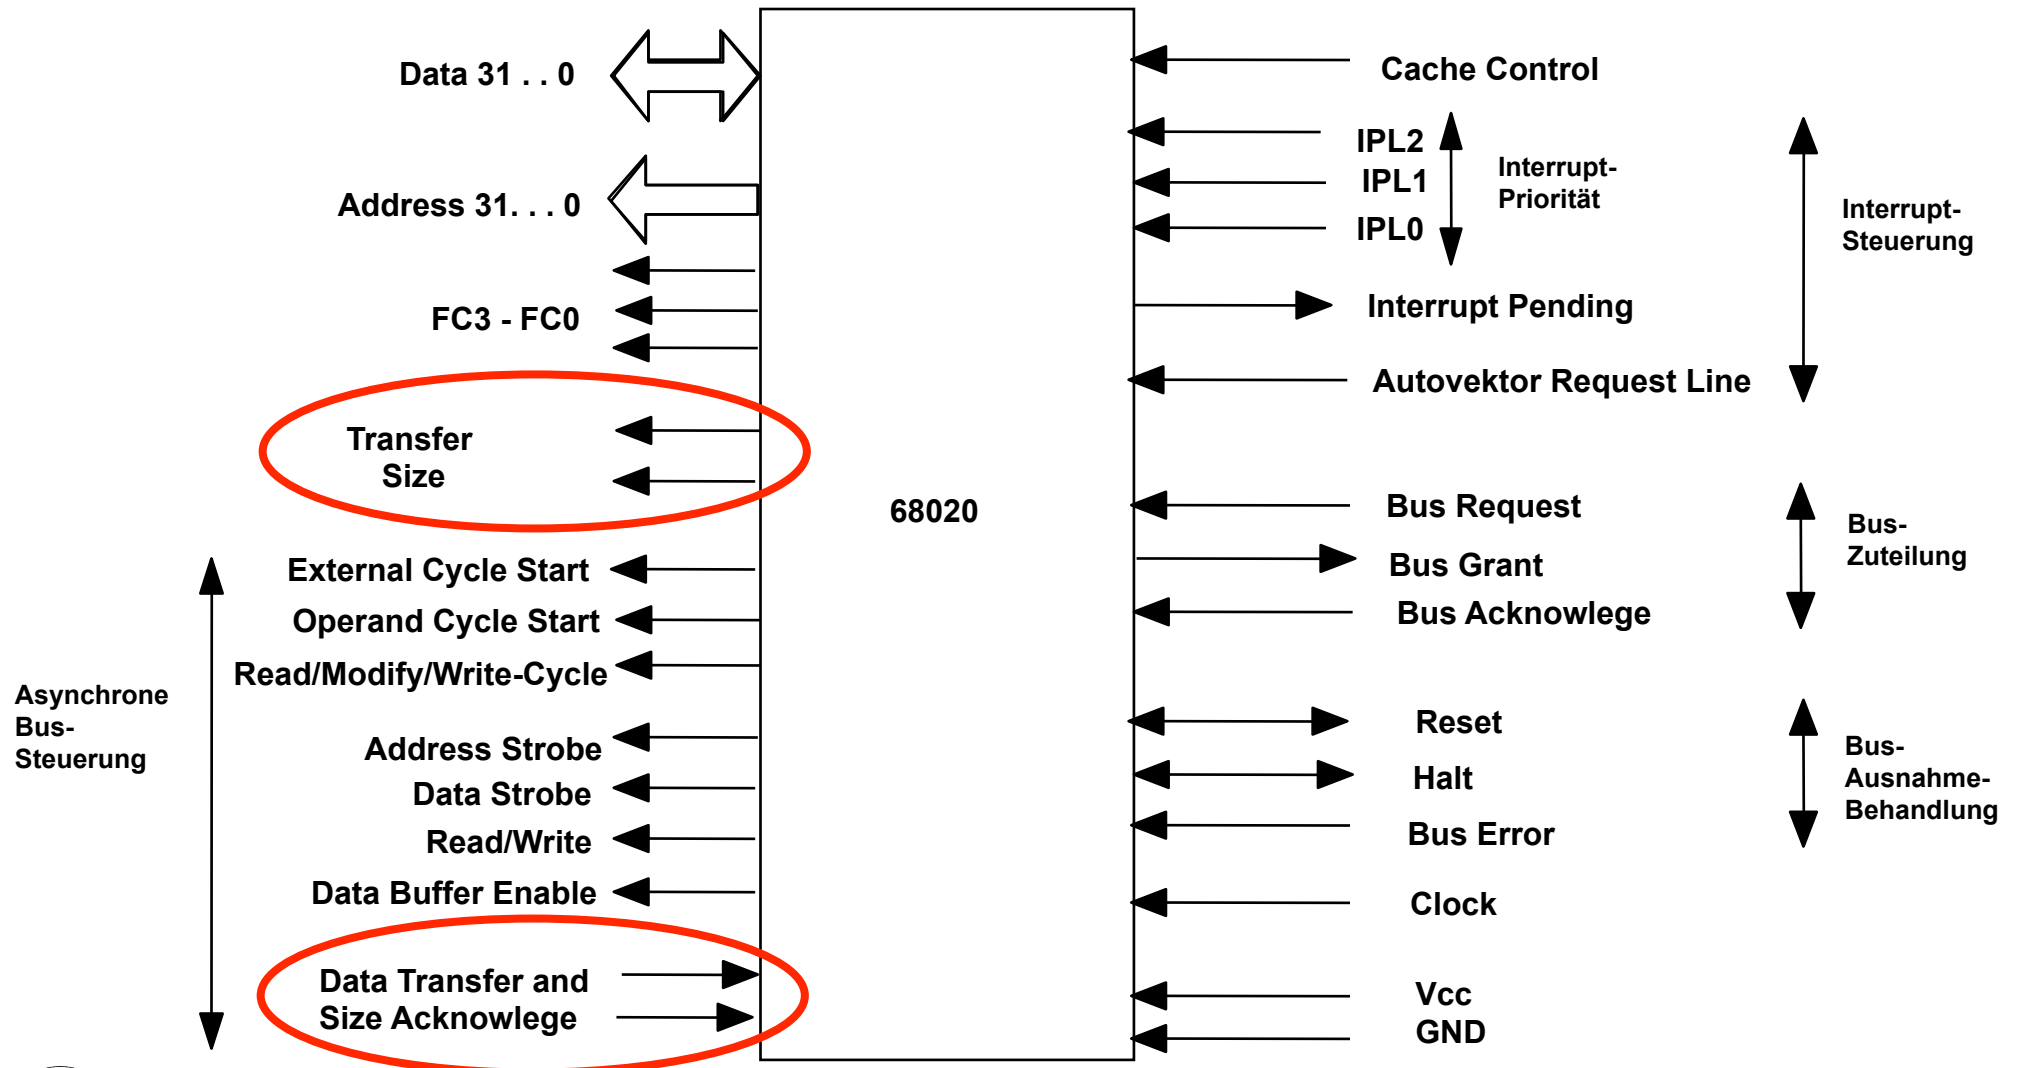 Data 31 . . 0
Address 31. . . 0
FC3 - FC0
Transfer
Size
External Cycle Start
Operand Cycle Start
Read/Modify/Write-Cycle
Address Strobe
Data Strobe
Read/Write
Data Buffer Enable
Data Transfer and
Size Acknowlege
Asynchrone
Bus-
Steuerung
68020
Cache Control
IPL2
IPL1
IPL0
Interrupt-
Priorität
Interrupt Pending
Autovektor Request Line
Interrupt-
Steuerung
Bus Request
Bus Grant
Bus Acknowlege
Bus-
Zuteilung
Reset
Halt
Bus Error
Bus-
Ausnahme-
Behandlung
Clock
Vcc
GND